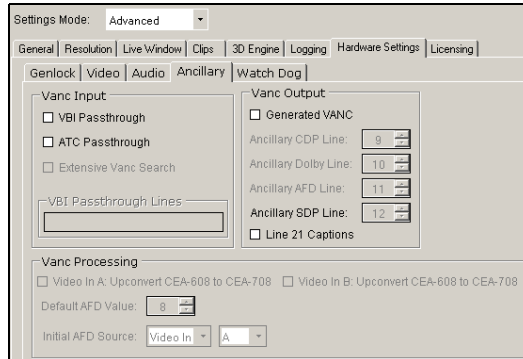 Settings Mode: Advanced
General Resolution Live Window Clips 3D Engine Logging Hardware Settings Licensing
Genlock Video Audio Ancillary Watch Dog
Vanc Input
VBI Passthrough
ATC Passthrough
Extensive Vanc Search
VBI Passthrough Lines
Vanc Output
Generated VANC
Ancillary CDP Line: 9
Ancillary Dolby Line: 10
Ancillary AFD Line: 11
Ancillary SDP Line: 12
Line 21 Captions
Vanc Processing
Video In A: Upconvert CEA-608 to CEA-708 Video In B: Upconvert CEA-608 to CEA-708
Default AFD Value: 8
Initial AFD Source: Video In A